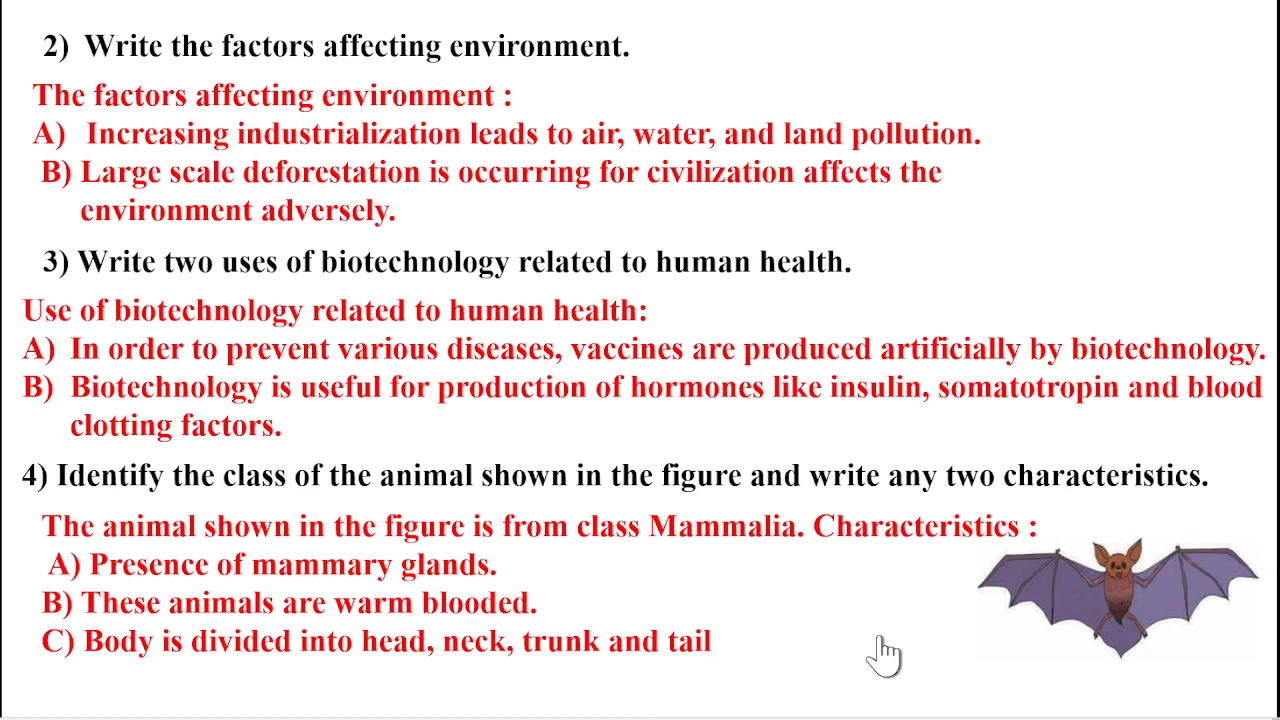 2) Write the factors affecting environment.
The factors affecting environment :
A) Increasing industrialization leads to air, water, and land pollution.
B) Large scale deforestation is occurring for civilization affects the
environment adversely.
3) Write two uses of biotechnology related to human health.
Use of biotechnology related to human health:
A) In order to prevent various diseases, vaccines are produced artificially by biotechnology.
B) Biotechnology is useful for production of hormones like insulin, somatotropin and blood
clotting factors.
4) Identify the class of the animal shown in the figure and write any two characteristics.
The animal shown in the figure is from class Mammalia. Characteristics :
A) Presence of mammary glands.
B) These animals are warm blooded.
C) Body is divided into head, neck, trunk and tail